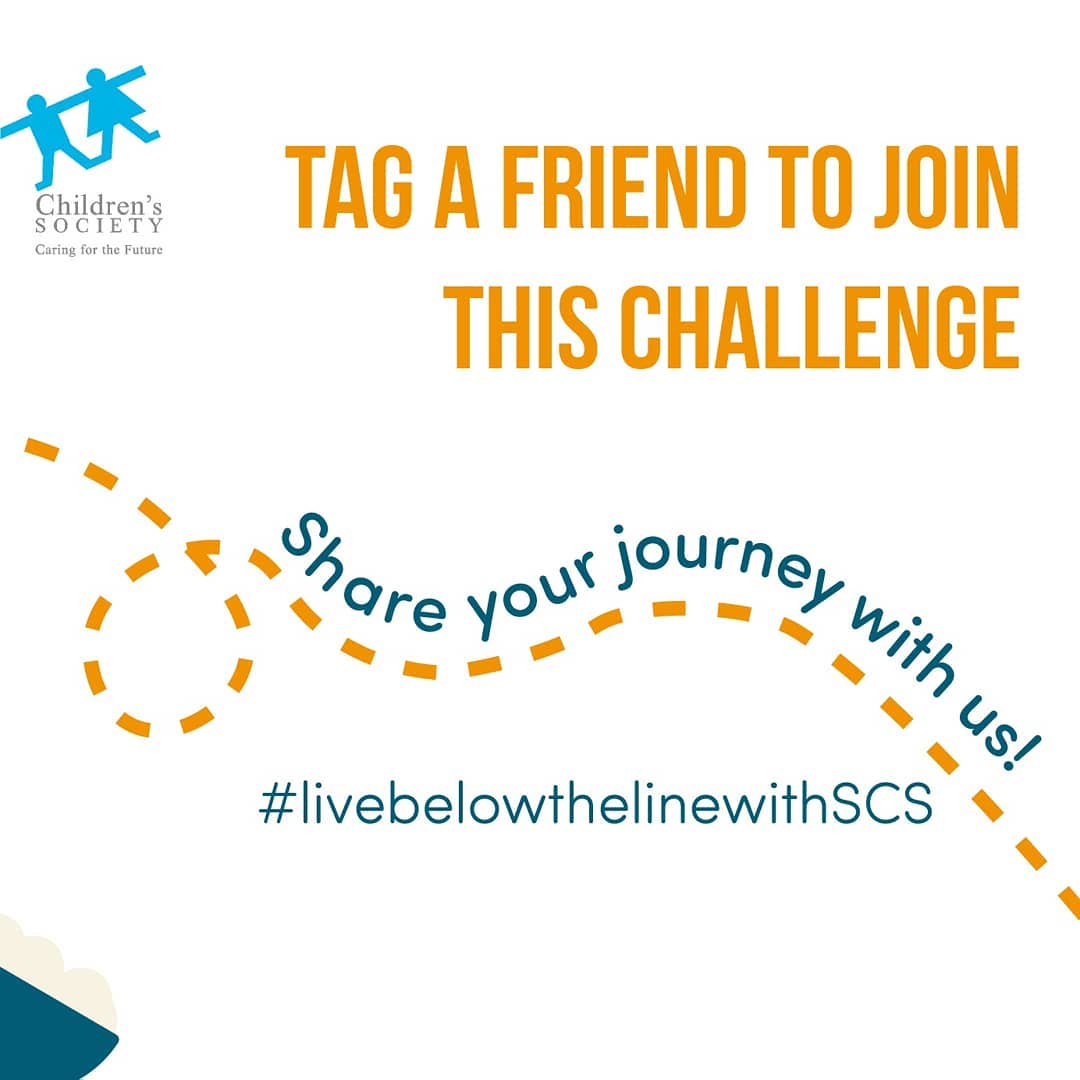 Children's
SOCIETY
Caring for the Future
TAG A FRIEND TO JOIN
THIS CHALLENGE
Share your journey with us!
#livebelowthelinewithSCS